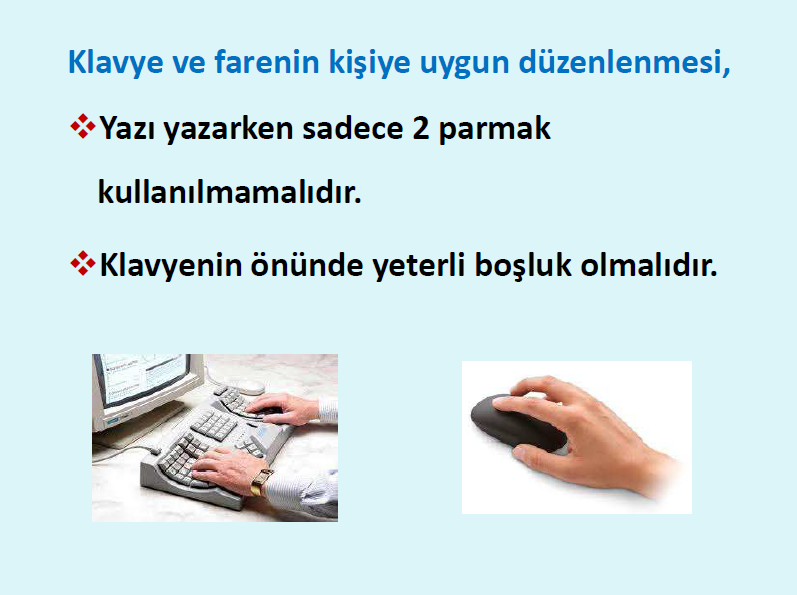 Klavye ve farenin kişiye uygun düzenlenmesi,
❖Yazı yazarken sadece 2 parmak
kullanılmamalıdır.
❖Klavyenin önünde yeterli boşluk olmalıdır.